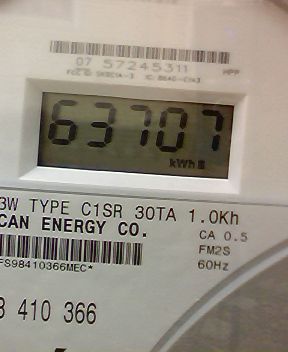 07 57245311
HPP
63707
kWh
3W TYPE C1SR 30TA 1.0Kh
CAN ENERGY CO.
CA 0.5
FM2S
60Hz
FS98410366MEC*
410 366